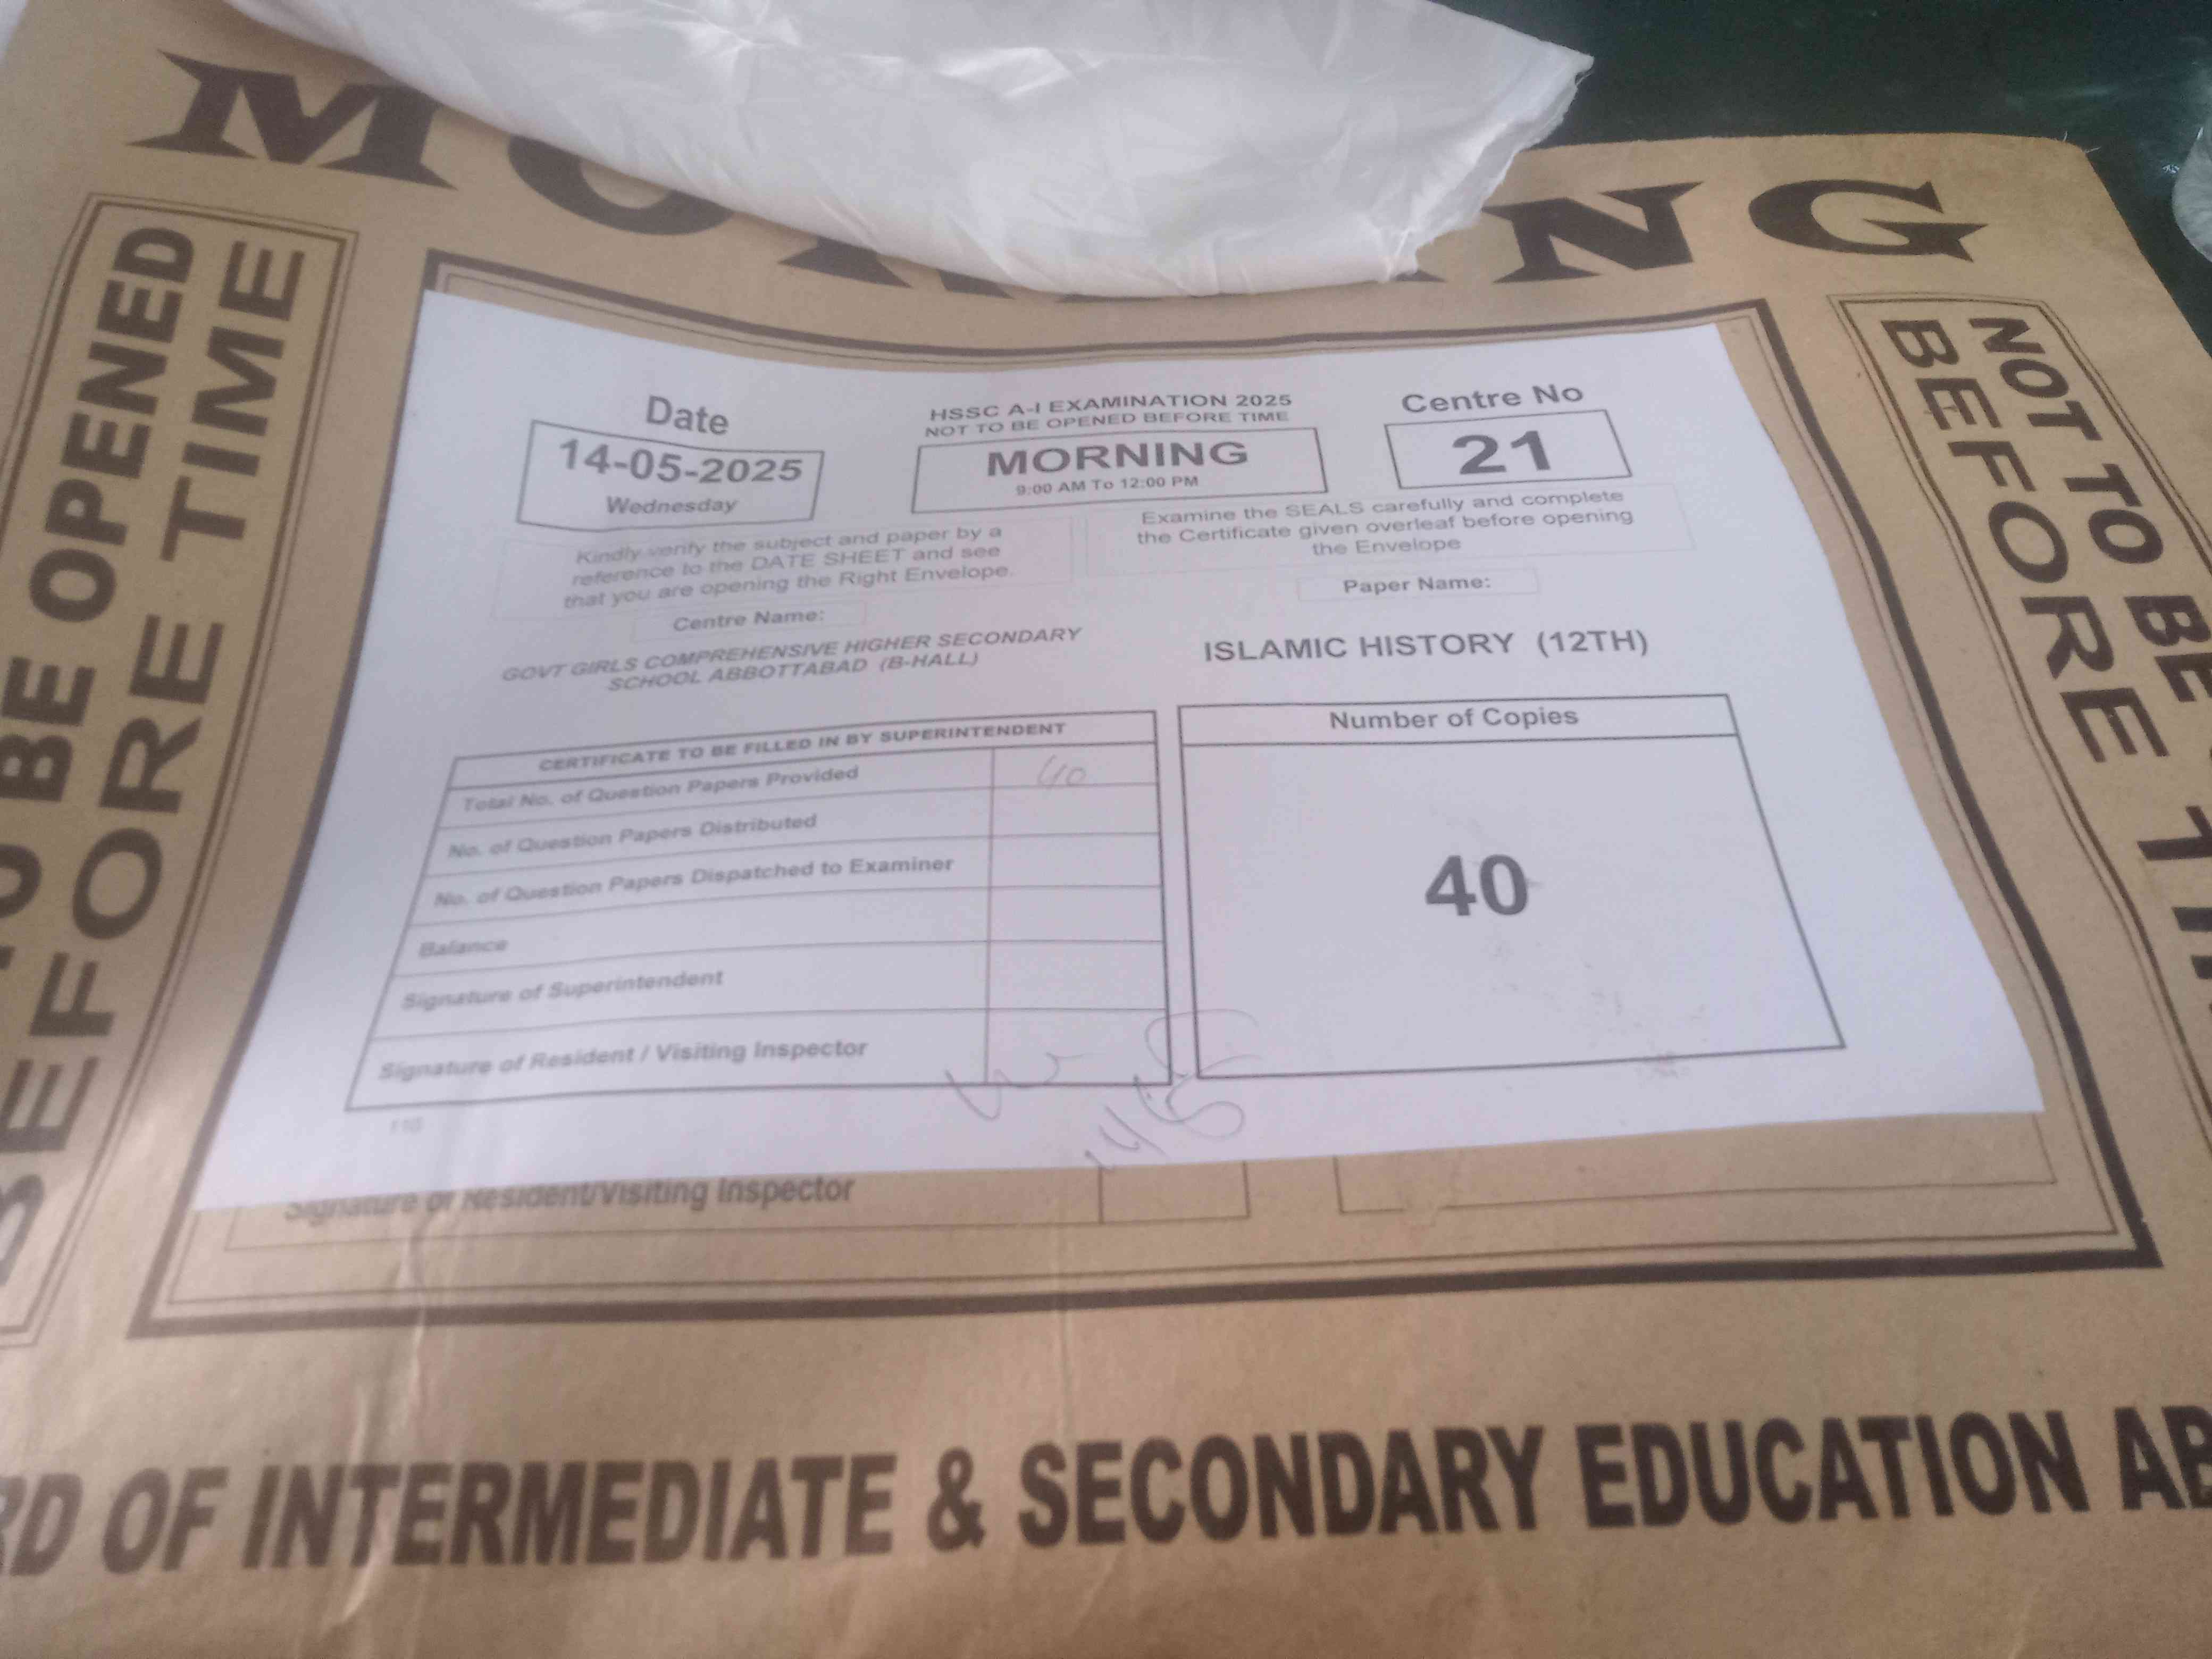 NG
NOT TO BE OPENED
BEFORE TIME
Date
14-05-2025
Wednesday
HSSC A-I EXAMINATION 2025
NOT TO BE OPENED BEFORE TIME
MORNING
9:00 AM To 12:00 PM
Centre No
21
Kindly verify the subject and paper by a
reference to the DATE SHEET and see
that you are opening the Right Envelope.
Examine the SEALS carefully and complete
the Certificate given overleaf before opening
the Envelope
Centre Name:
GOVT GIRLS COMPREHENSIVE HIGHER SECONDARY
SCHOOL ABBOTTABAD (B-HALL)
Paper Name:
ISLAMIC HISTORY (12TH)
CERTIFICATE TO BE FILLED IN BY SUPERINTENDENT
Total No. of Question Papers Provided 40
No. of Question Papers Distributed
No. of Question Papers Dispatched to Examiner
Balance
Signature of Superintendent
Signature of Resident / Visiting Inspector
Number of Copies
40
Signature of Resident/Visiting Inspector
NOT TO BE
BEFORE
OF INTERMEDIATE & SECONDARY EDUCATION AB